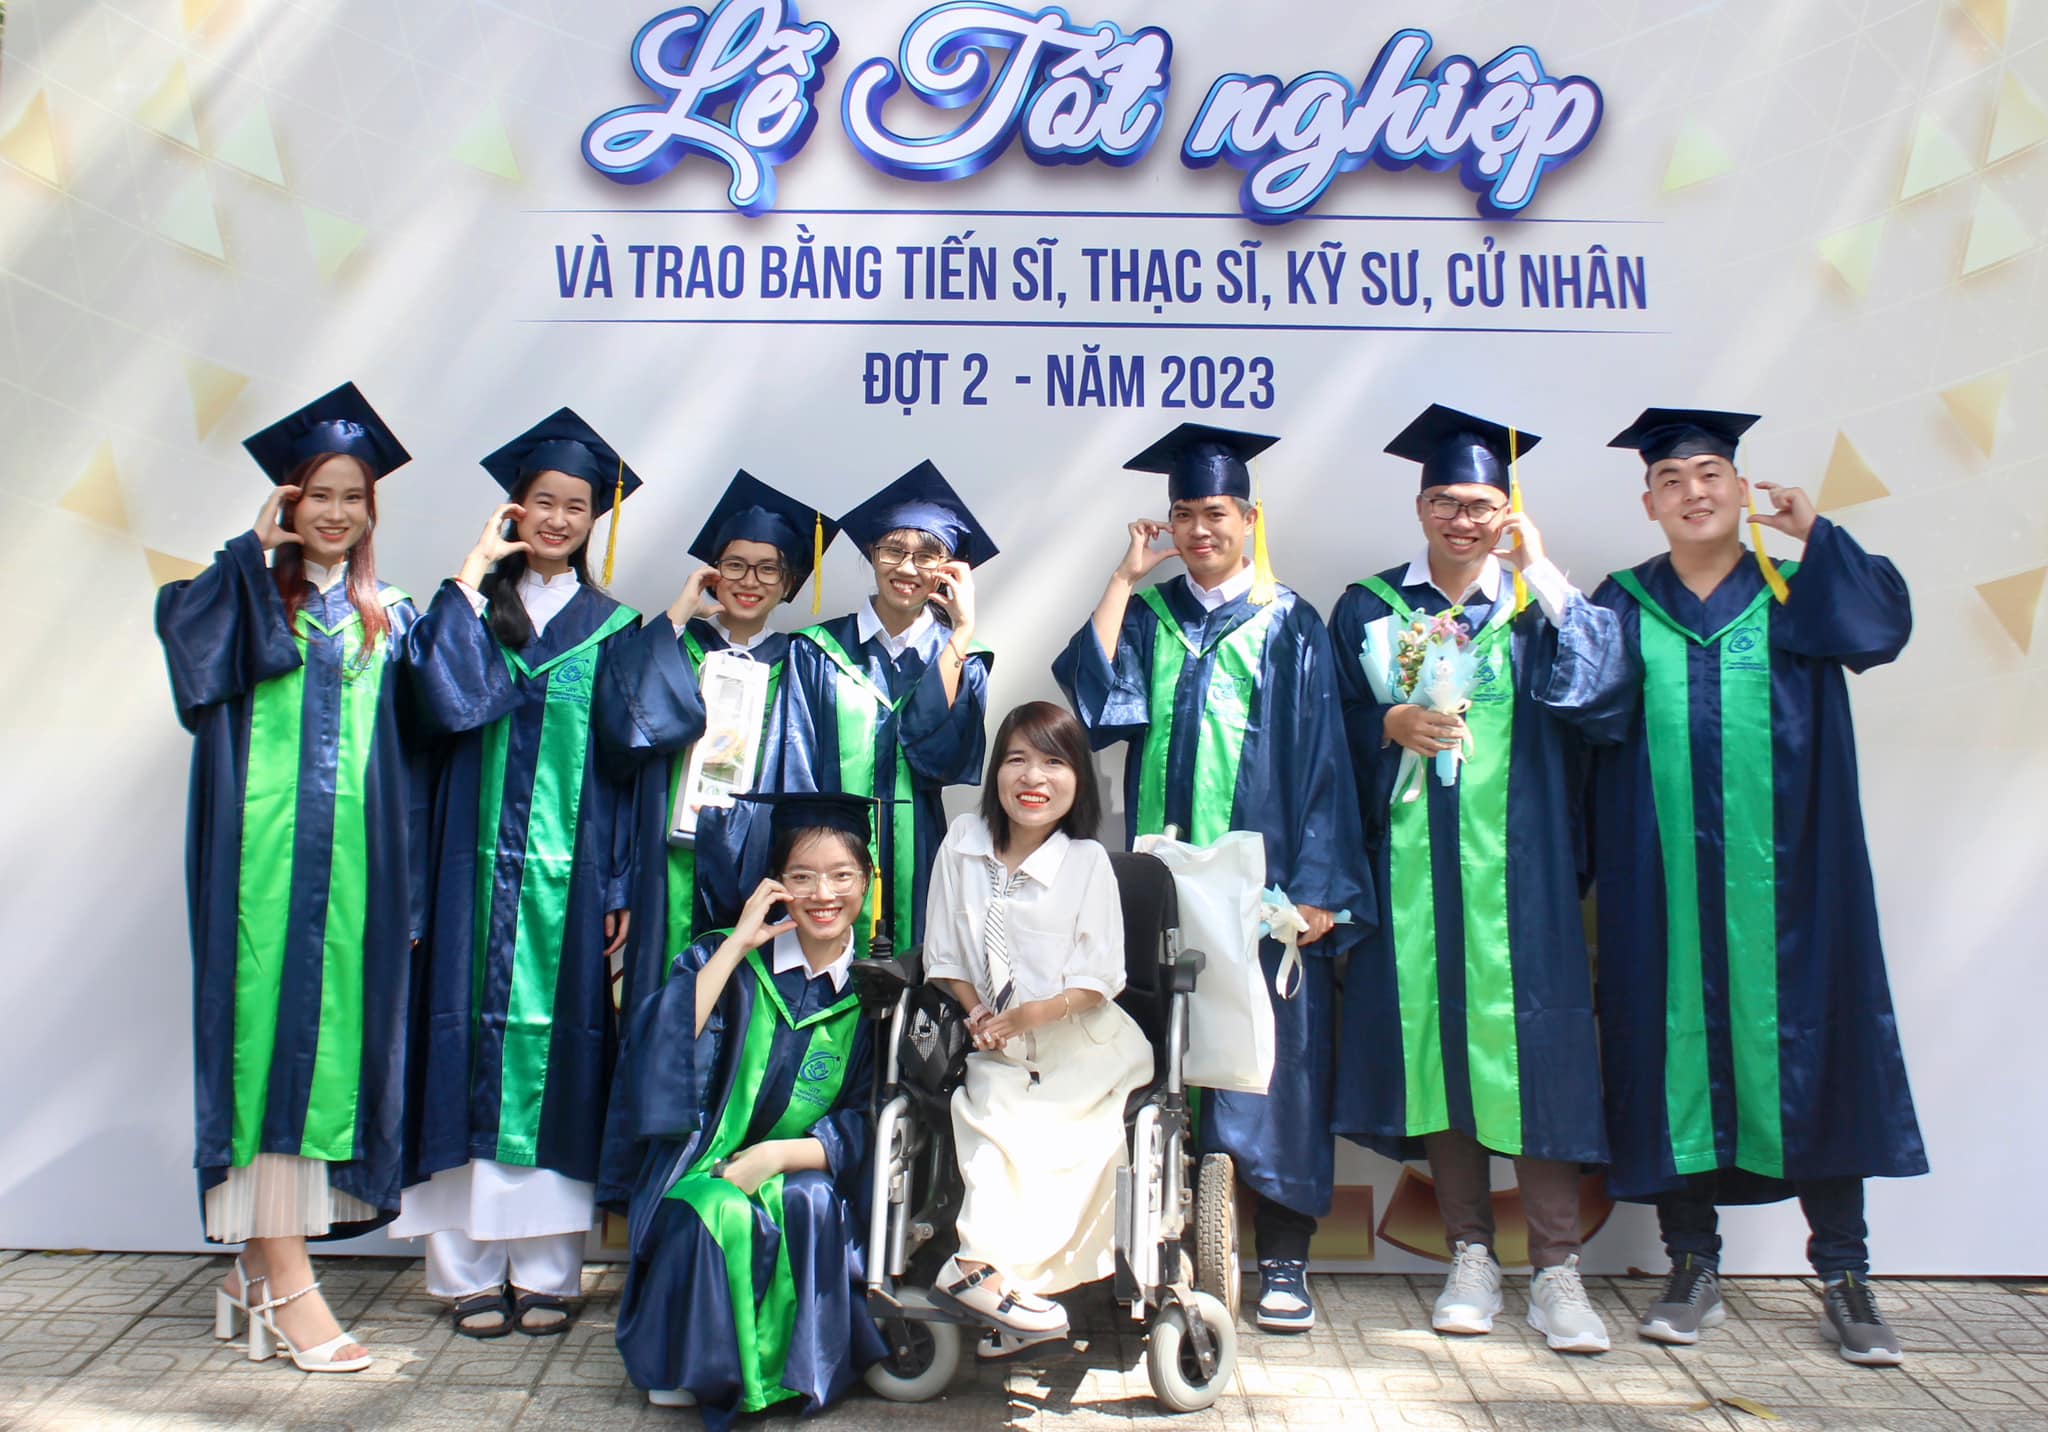 Lễ Tốt nghiệp
VÀ TRAO BẰNG TIẾN SĨ, THẠC SĨ, KỸ SƯ, CỬ NHÂN
ĐỢT 2 - NĂM 2023